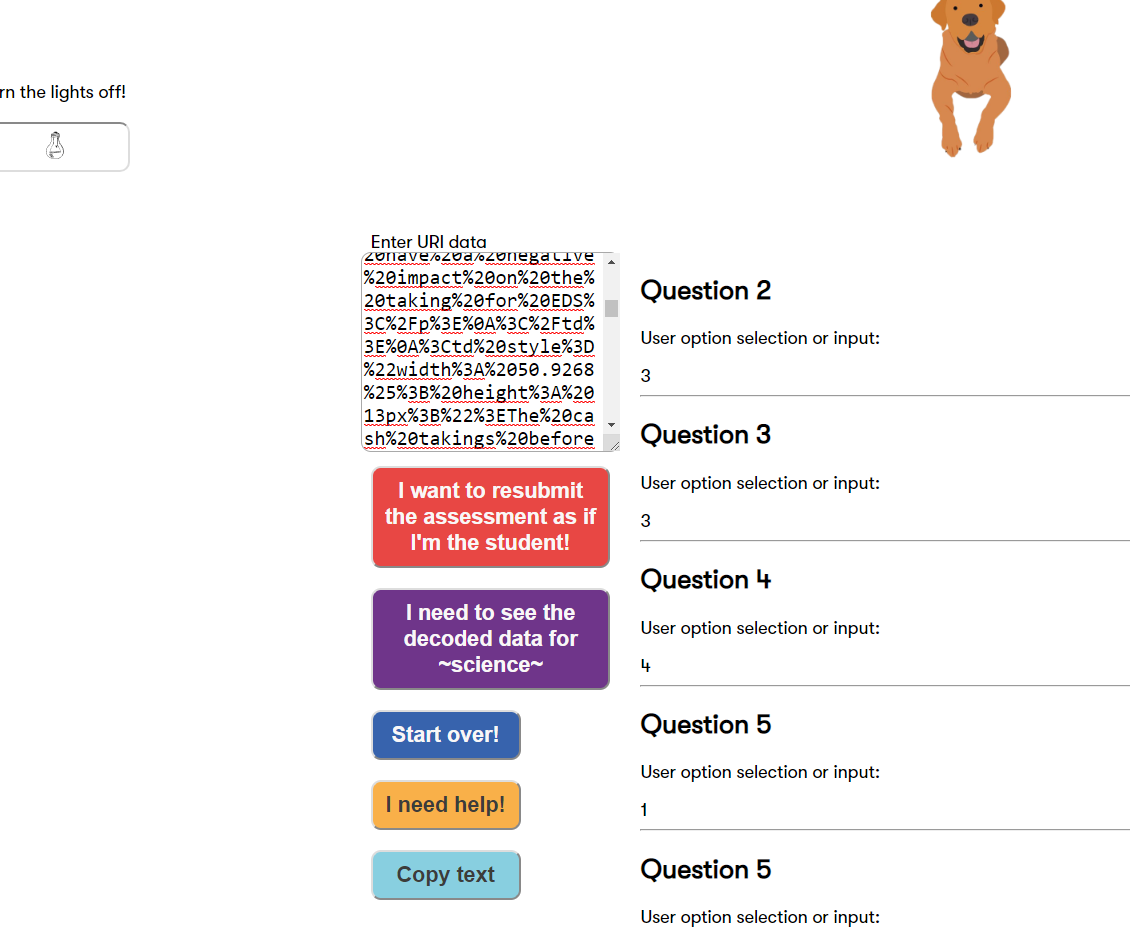 rn the lights off!
Enter URI data
20have%20a%20negative
%20impact%20on%20the%
20taking%20for%20EDS%
3C%2Fp%3E%0A%3C%2Ftd%
3E%0A%3Ctd%20style%3D
%22width%3A%2050.9268
%25%3B%20height%3A%20
13px%3B%22%3EThe%20ca
sh%20takings%20before
I want to resubmit
the assessment as if
I'm the student!
I need to see the
decoded data for
~science~
Start over!
I need help!
Copy text
Question 2
User option selection or input:
3
Question 3
User option selection or input:
3
Question 4
User option selection or input:
4
Question 5
User option selection or input:
1
Question 5
User option selection or input: